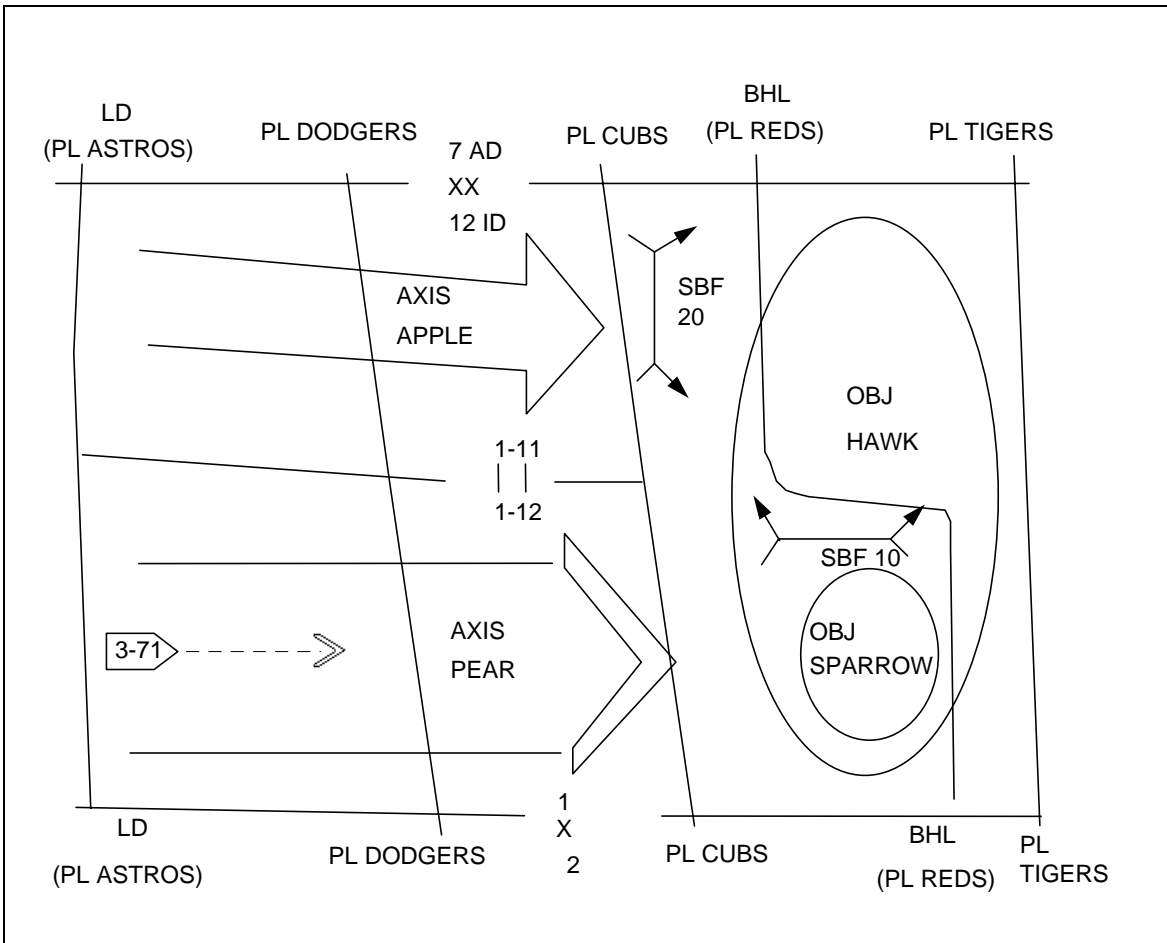 LD
(PL ASTROS)
PL DODGERS
7 AD
XX
12 ID
PL CUBS
BHL
(PL REDS)
PL TIGERS
AXIS
APPLE
SBF
20
OBJ
HAWK
1-11
| |
1-12
SBF 10
3-71
AXIS
PEAR
OBJ
SPARROW
LD
(PL ASTROS)
PL DODGERS
1
X
2
PL CUBS
BHL
(PL REDS)
PL
TIGERS